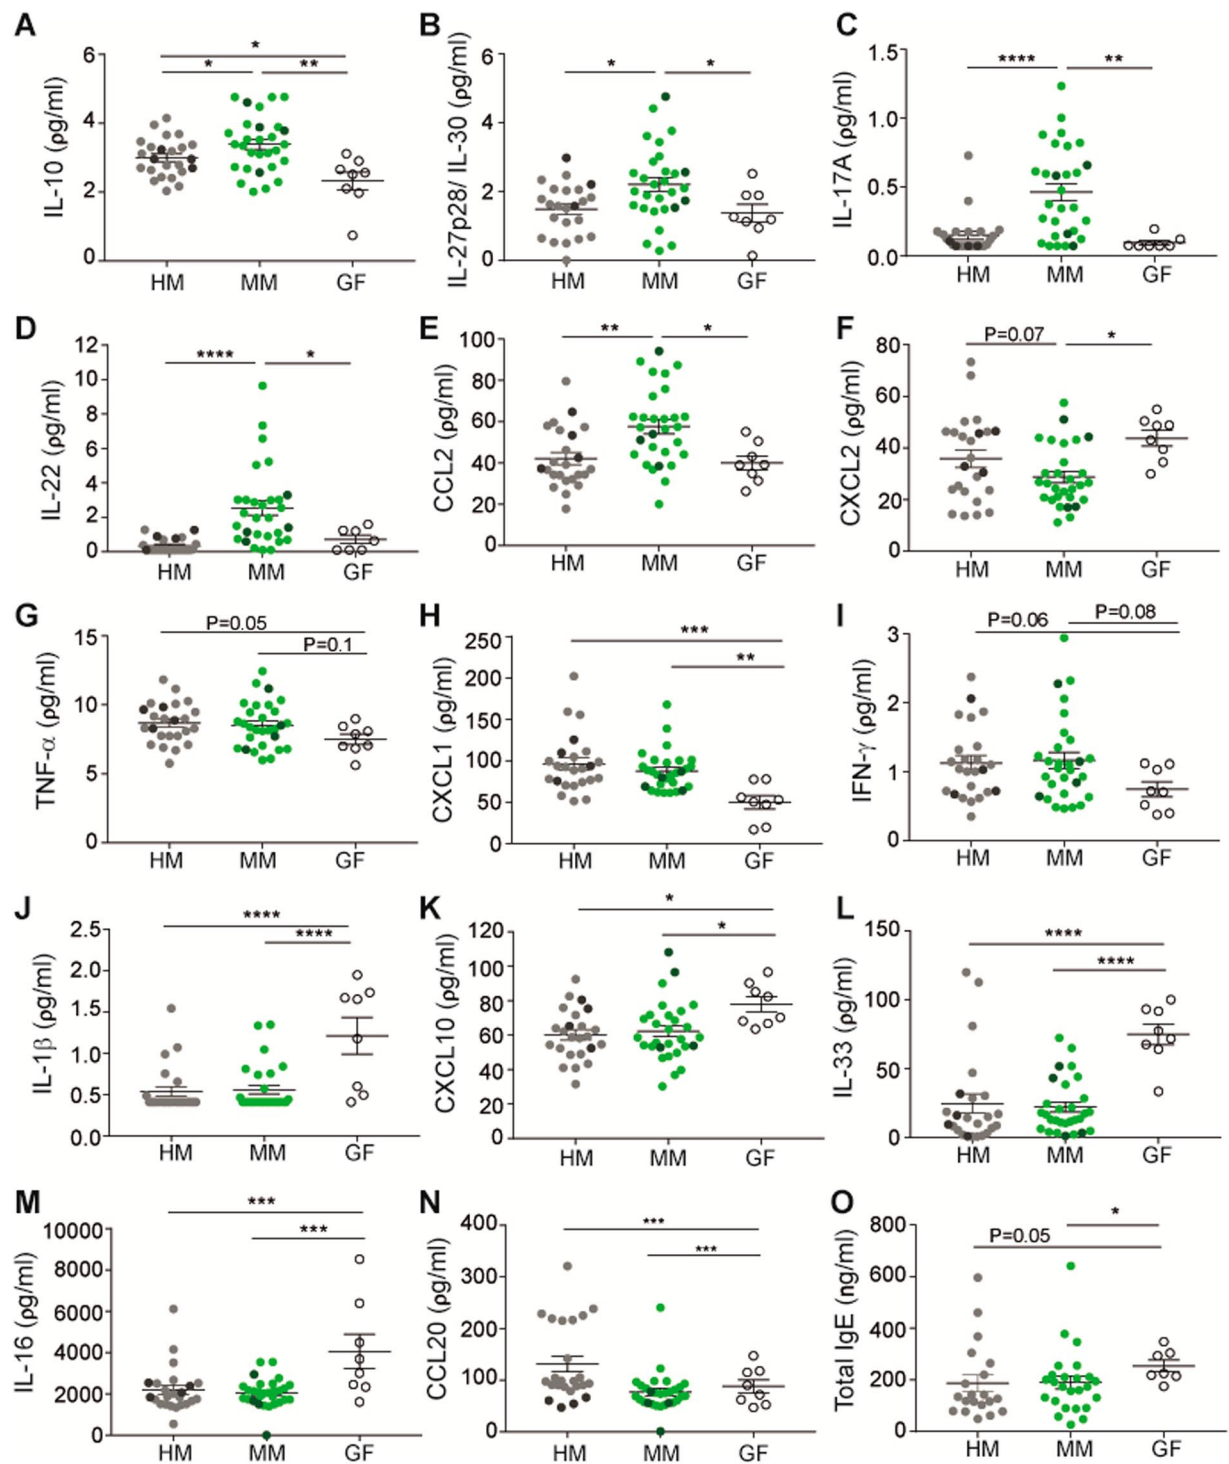 A
IL-10 (ρg/ml)
6
4
2
0
*
*
**
HM
MM
GF
B
IL-27p28/ IL-30 (ρg/ml)
6
4
2
0
*
*
HM
MM
GF
C
IL-17A (ρg/ml)
1.5
1.0
0.5
0.0
****
**
HM
MM
GF
D
IL-22 (ρg/ml)
12
10
8
6
4
2
0
****
*
HM
MM
GF
E
CCL2 (ρg/ml)
100
80
60
40
20
0
**
*
HM
MM
GF
F
CXCL2 (ρg/ml)
80
60
40
20
0
P=0.07
*
HM
MM
GF
G
TNF-α (ρg/ml)
15
10
5
0
P=0.05
P=0.1
HM
MM
GF
H
CXCL1 (ρg/ml)
250
200
150
100
50
0
***
**
HM
MM
GF
I
IFN-γ (ρg/ml)
3
2
1
0
P=0.06
P=0.08
HM
MM
GF
J
IL-1β (ρg/ml)
2.5
2.0
1.5
1.0
0.5
0.0
****
****
HM
MM
GF
K
CXCL10 (ρg/ml)
120
100
80
60
40
20
0
*
*
HM
MM
GF
L
IL-33 (ρg/ml)
150
100
50
0
****
****
HM
MM
GF
M
IL-16 (ρg/ml)
10000
8000
6000
4000
2000
0
***
***
HM
MM
GF
N
CCL20 (ρg/ml)
400
300
200
100
0
***
***
HM
MM
GF
O
Total IgE (ng/ml)
800
600
400
200
0
*
P=0.05
HM
MM
GF